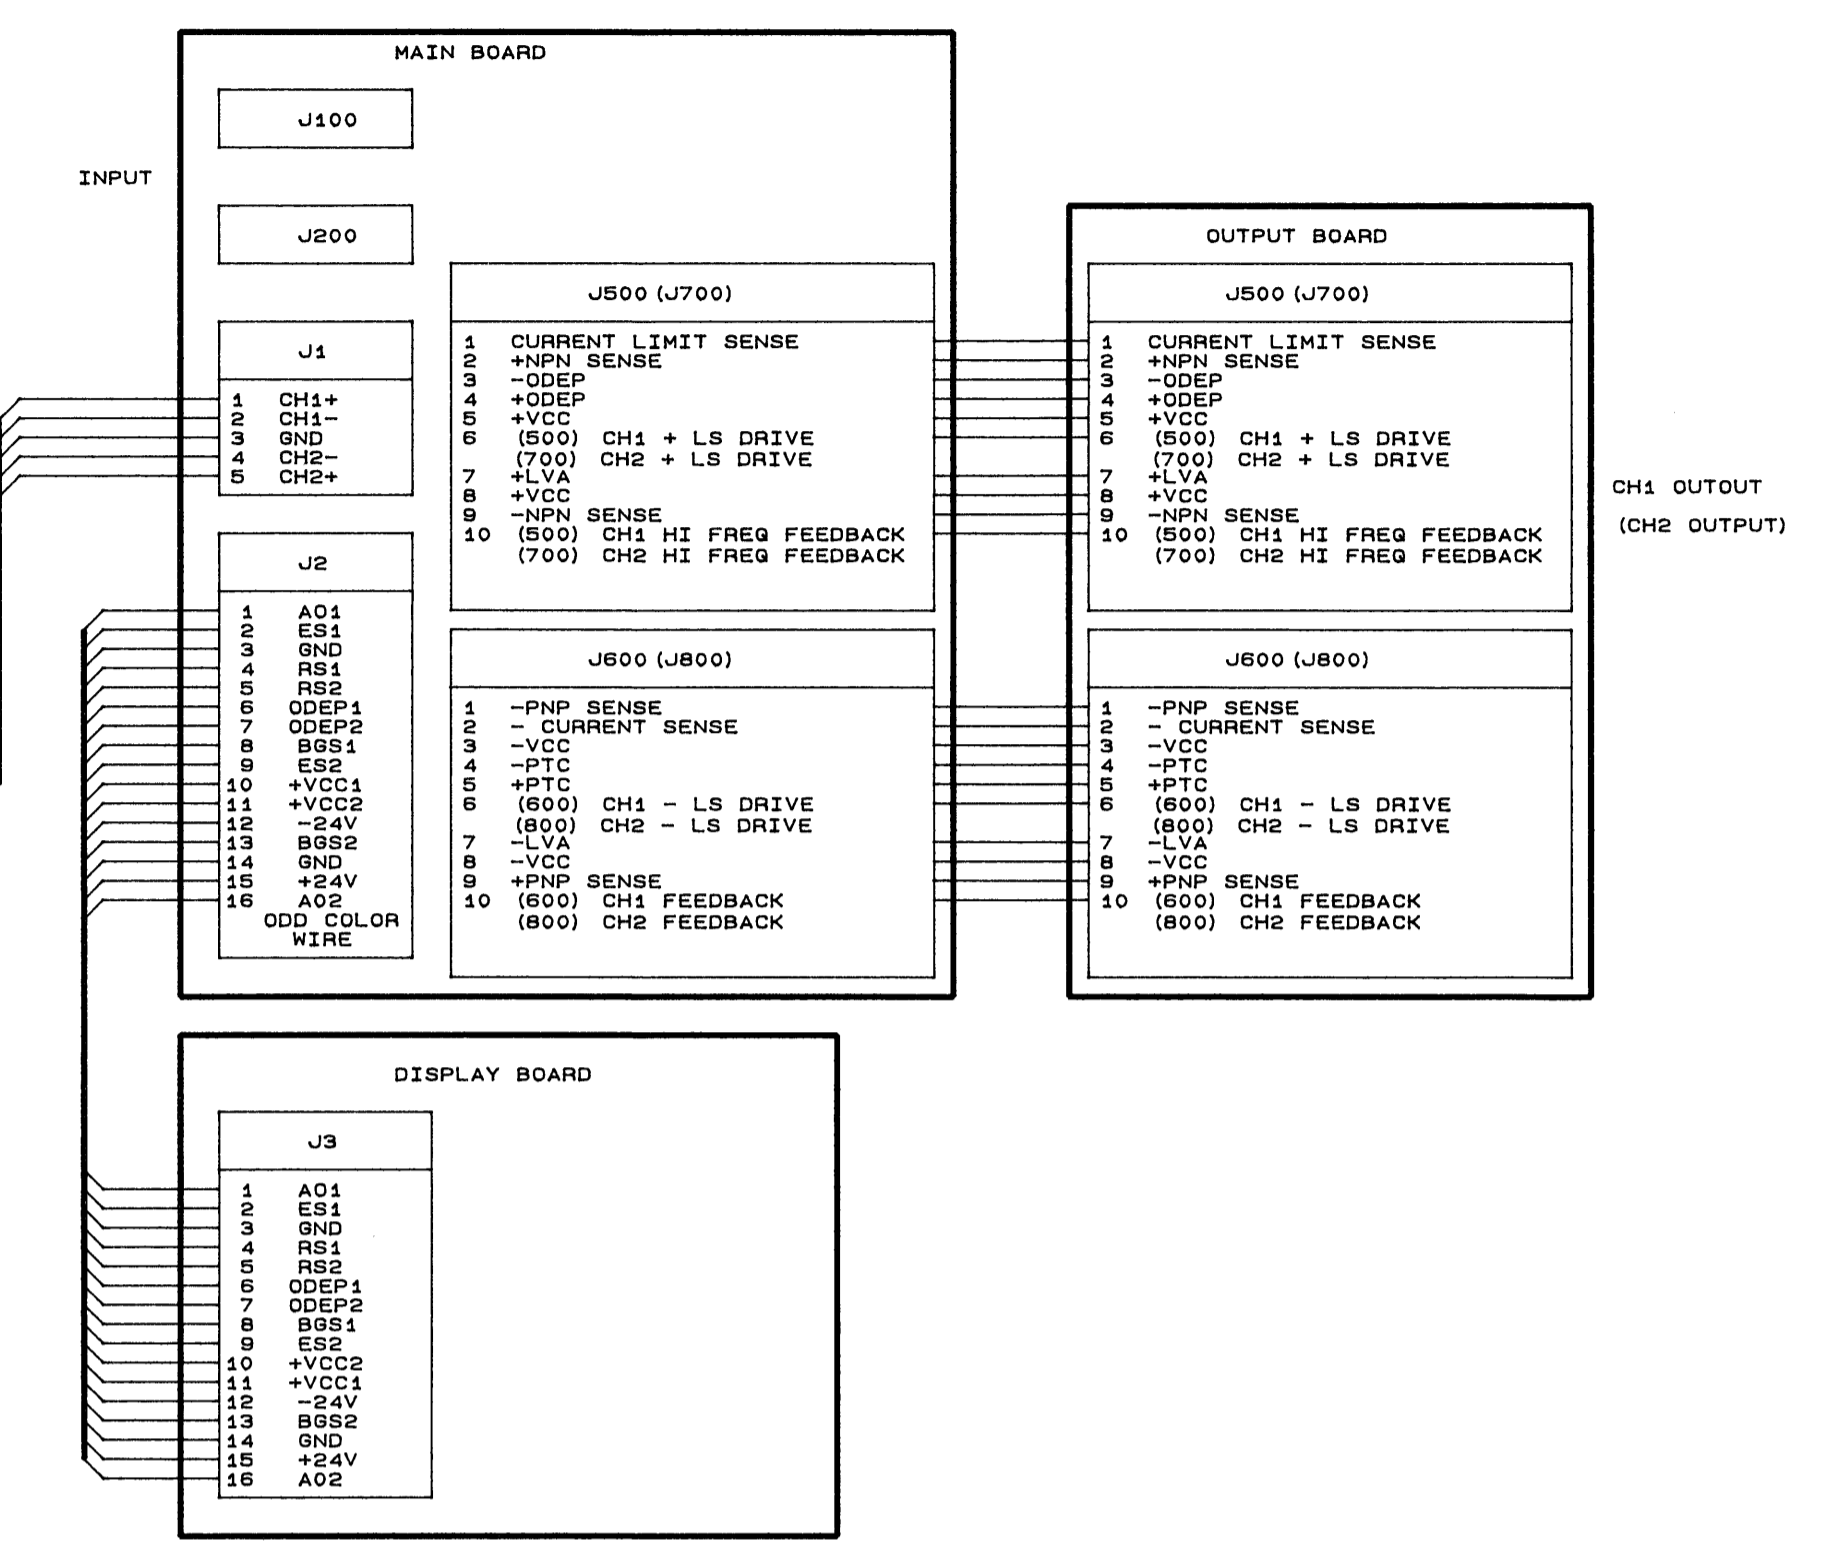 MAIN BOARD
J100
INPUT
J200
J1
1 CH1+
2 CH1-
3 GND
4 CH2-
5 CH2+
J2
1 AO1
2 ES1
3 GND
4 RS1
5 RS2
6 ODEP1
7 ODEP2
8 BGS1
9 ES2
10 +VCC1
11 +VCC2
12 -24V
13 BGS2
14 GND
15 +24V
16 AO2
ODD COLOR
WIRE
J500 (J700)
1 CURRENT LIMIT SENSE
2 +NPN SENSE
3 -ODEP
4 +ODEP
5 +VCC
6 (500) CH1 + LS DRIVE
(700) CH2 + LS DRIVE
7 +LVA
8 +VCC
9 -NPN SENSE
10 (500) CH1 HI FREQ FEEDBACK
(700) CH2 HI FREQ FEEDBACK
J600 (J800)
1 -PNP SENSE
2 - CURRENT SENSE
3 -VCC
4 -PTC
5 +PTC
6 (600) CH1 - LS DRIVE
(800) CH2 - LS DRIVE
7 -LVA
8 -VCC
9 +PNP SENSE
10 (600) CH1 FEEDBACK
(800) CH2 FEEDBACK
OUTPUT BOARD
J500 (J700)
1 CURRENT LIMIT SENSE
2 +NPN SENSE
3 -ODEP
4 +ODEP
5 +VCC
6 (500) CH1 + LS DRIVE
(700) CH2 + LS DRIVE
7 +LVA
8 +VCC
9 -NPN SENSE
10 (500) CH1 HI FREQ FEEDBACK
(700) CH2 HI FREQ FEEDBACK
J600 (J800)
1 -PNP SENSE
2 - CURRENT SENSE
3 -VCC
4 -PTC
5 +PTC
6 (600) CH1 - LS DRIVE
(800) CH2 - LS DRIVE
7 -LVA
8 -VCC
9 +PNP SENSE
10 (600) CH1 FEEDBACK
(800) CH2 FEEDBACK
CH1 OUTOUT
(CH2 OUTPUT)
DISPLAY BOARD
J3
1 AO1
2 ES1
3 GND
4 RS1
5 RS2
6 ODEP1
7 ODEP2
8 BGS1
9 ES2
10 +VCC2
11 +VCC1
12 -24V
13 BGS2
14 GND
15 +24V
16 AO2